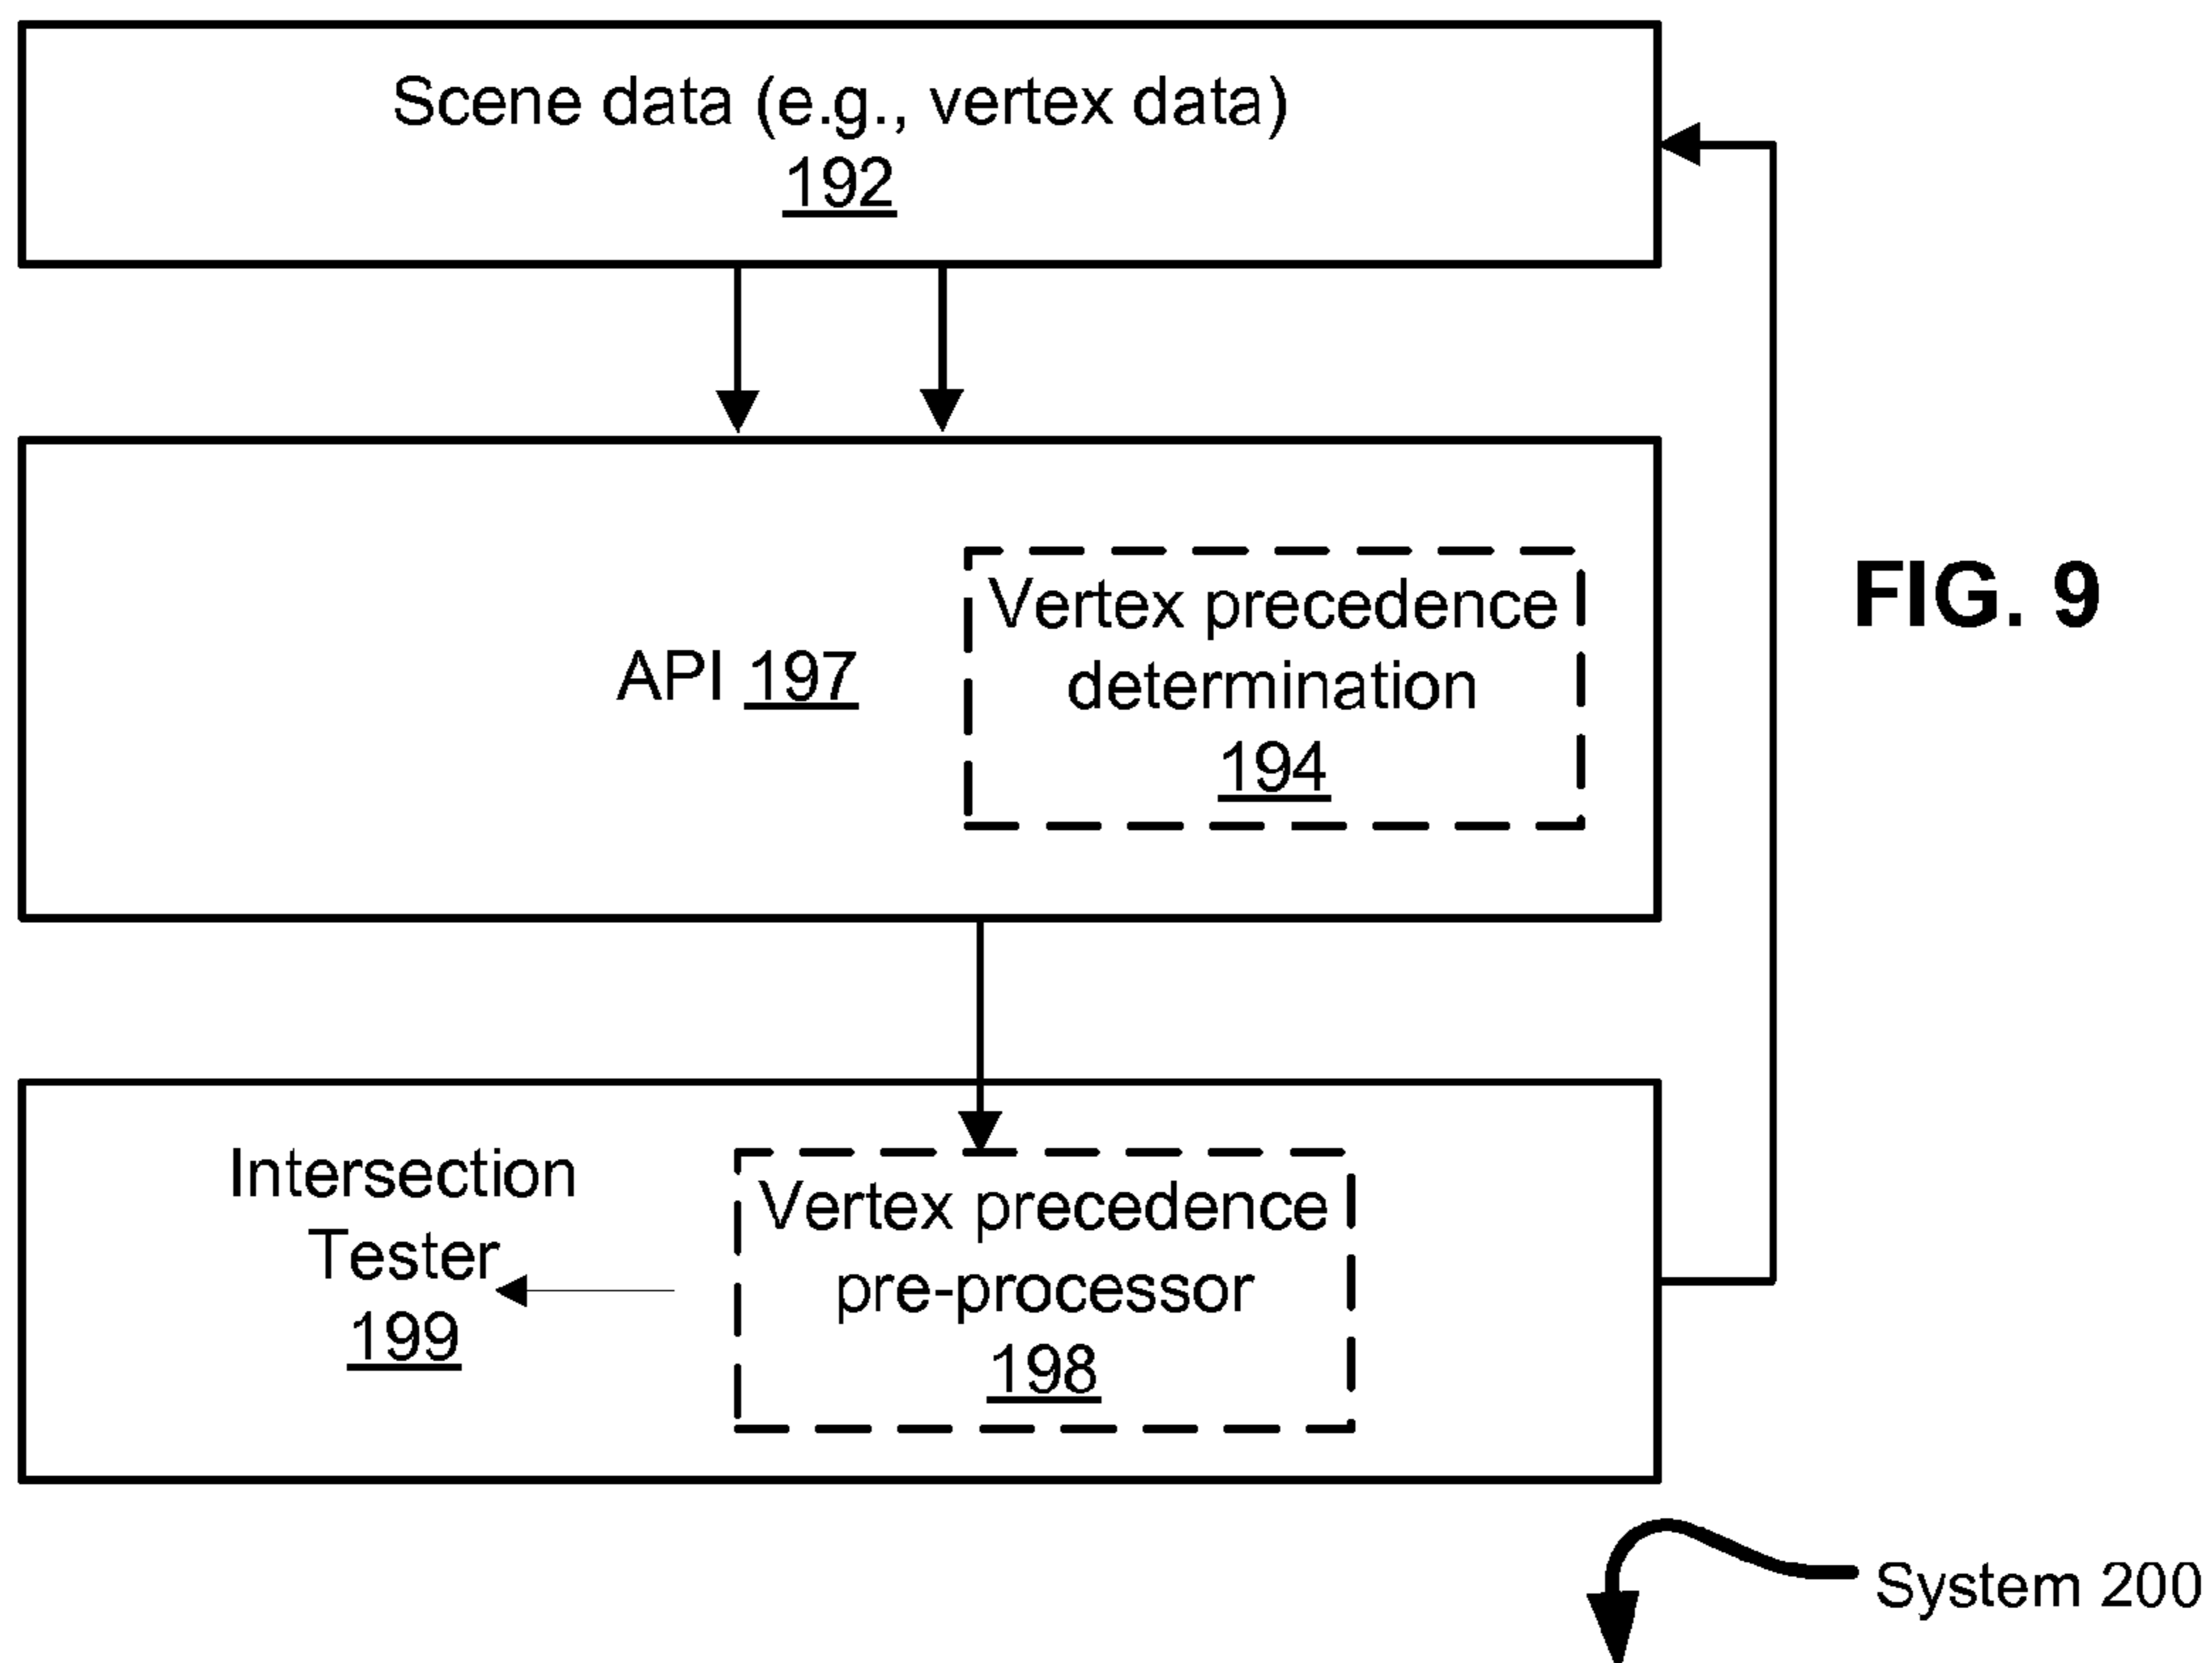 Scene data (e.g., vertex data)
192
API 197
Vertex precedence
determination
194
FIG. 9
Intersection
Tester
199
Vertex precedence
pre-processor
198
System 200